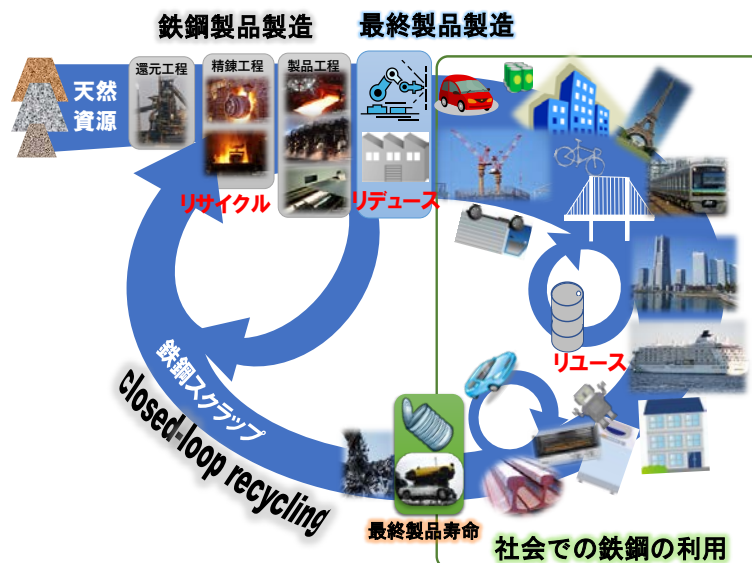 鉄鋼製品製造
最終製品製造
還元工程
精錬工程
製品工程
天然
資源
リサイクル
リデュース
リユース
鉄鋼スクラップ
closed-loop recycling
最終製品寿命
社会での鉄鋼の利用